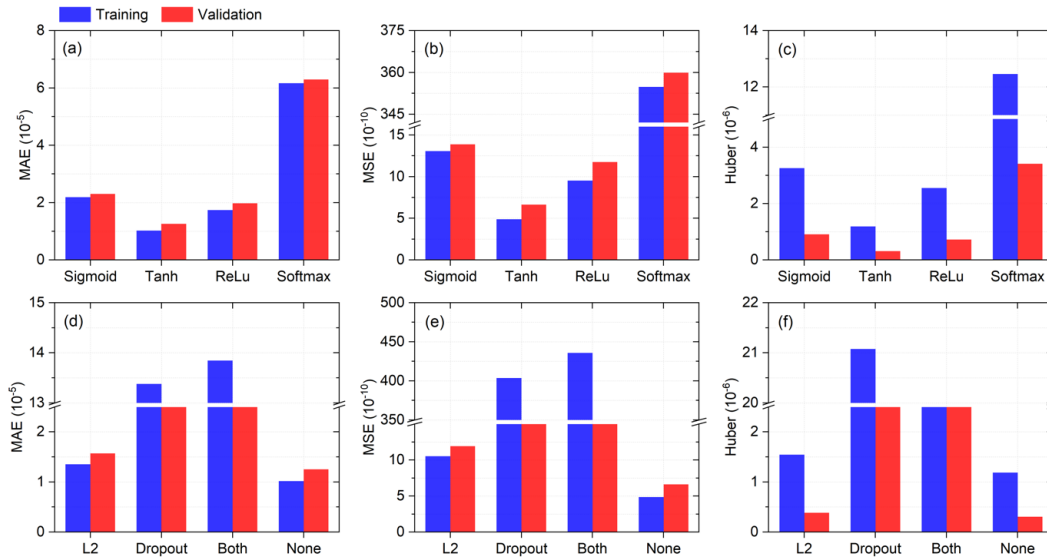 Training Validation
(a)
MAE (10-5)
8
6
4
2
0
Sigmoid Tanh ReLu Softmax
(b)
MSE (10-10)
375
360
345
15
10
5
0
Sigmoid Tanh ReLu Softmax
(c)
Huber (10-6)
14
12
4
2
0
Sigmoid Tanh ReLu Softmax
(d)
MAE (10-5)
15
14
13
2
1
0
L2 Dropout Both None
(e)
MSE (10-10)
500
450
400
350
10
5
0
L2 Dropout Both None
(f)
Huber (10-6)
22
21
20
2
1
0
L2 Dropout Both None